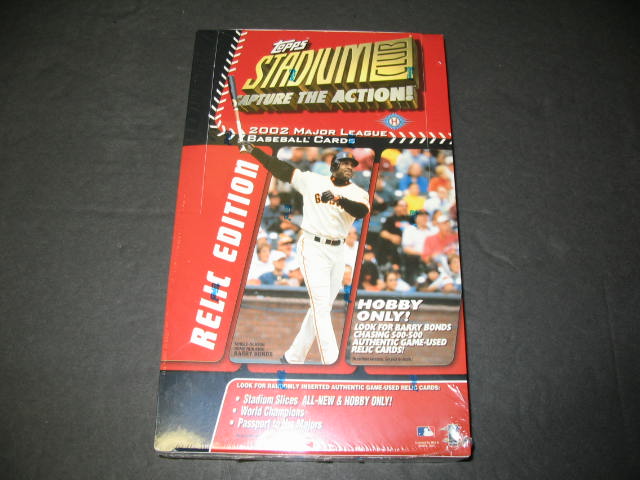 Topps
STADIUM
CLUB
CAPTURE THE ACTION!
2002 MAJOR LEAGUE
BASEBALL CARDS
RELIC EDITION
HOBBY
ONLY!
LOOK FOR BARRY BONDS
CHASING 500-500
AUTHENTIC GAME-USED
RELIC CARDS!
BARRY BONDS
LOOK FOR RANDOMLY INSERTED AUTHENTIC GAME-USED RELIC CARDS:
• Stadium Slices ALL-NEW & HOBBY ONLY!
• World Champions
• Passport to the Majors